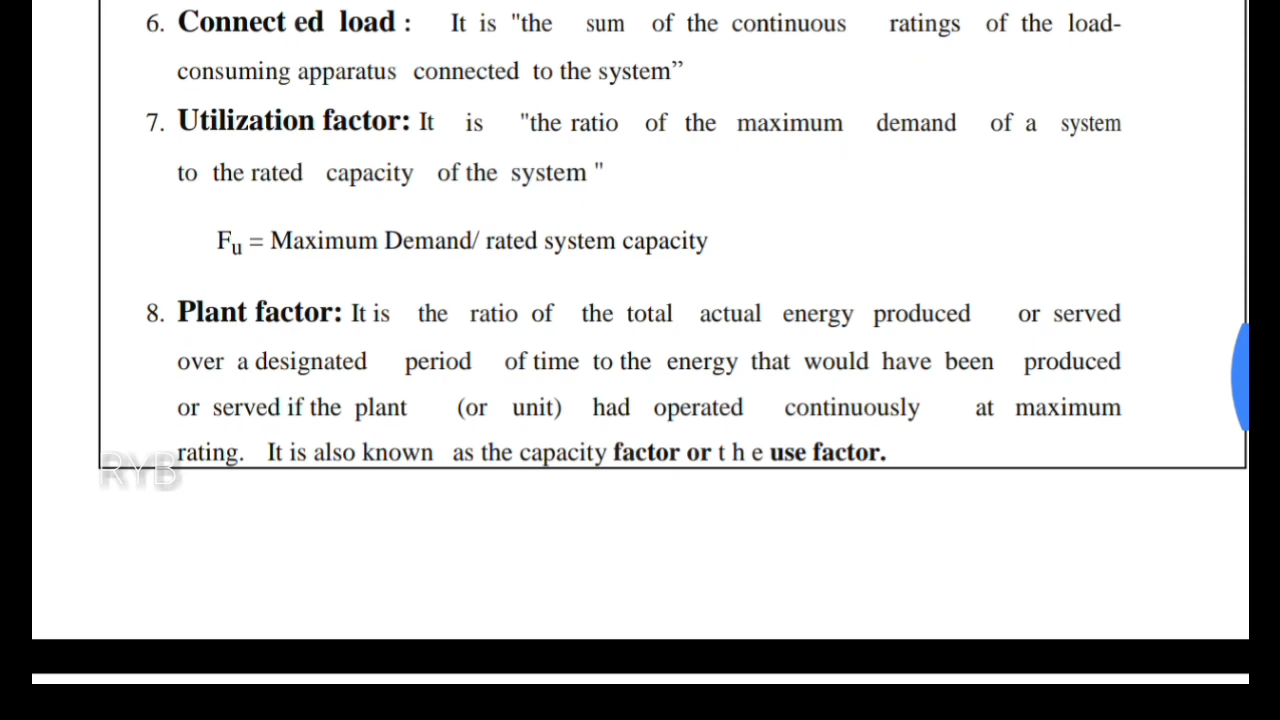 6. Connect ed load : It is "the sum of the continuous ratings of the load-
consuming apparatus connected to the system”
7. Utilization factor: It is "the ratio of the maximum demand of a system
to the rated capacity of the system "
Fu = Maximum Demand/ rated system capacity
8. Plant factor: It is the ratio of the total actual energy produced or served
over a designated period of time to the energy that would have been produced
or served if the plant (or unit) had operated continuously at maximum
rating. It is also known as the capacity factor or t h e use factor.
RYB